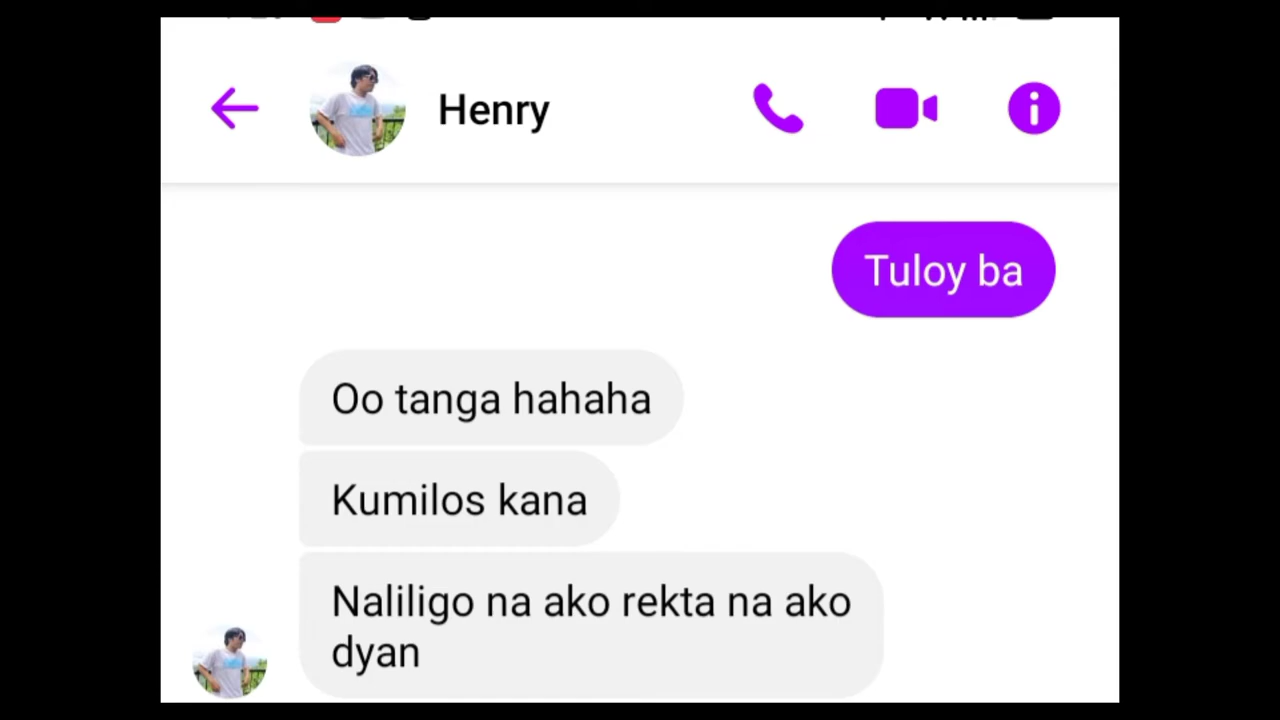 Henry
Tuloy ba
Oo tanga hahaha
Kumilos kana
Naliligo na ako rekta na ako
dyan